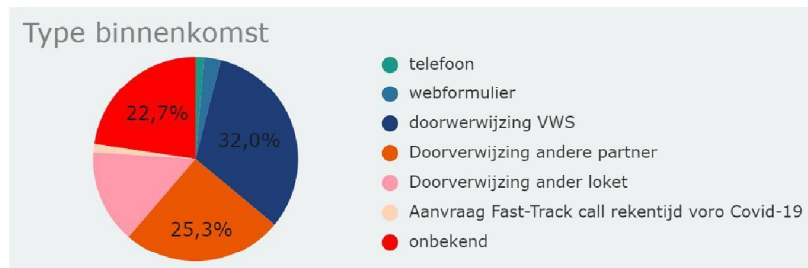 Type binnenkomst
22,7%
32,0%
25,3%
telefoon
webformulier
doorwerwijzing VWS
Doorverwijzing andere partner
Doorverwijzing ander loket
Aanvraag Fast-Track call rekentijd voro Covid-19
onbekend